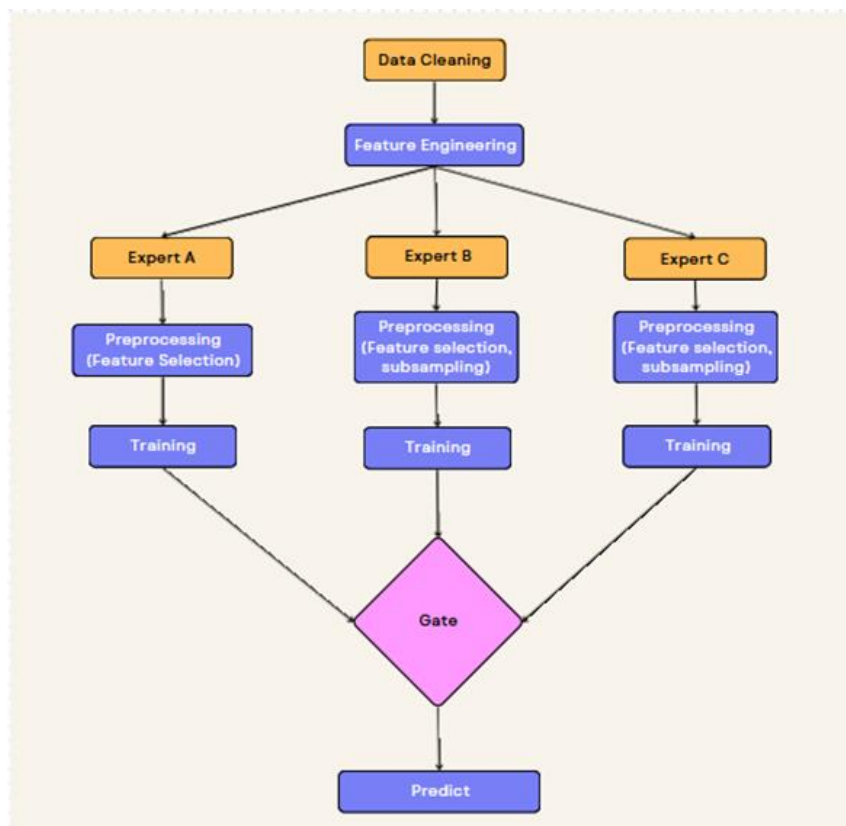 Data Cleaning
Feature Engineering
Expert A
Expert B
Expert C
Preprocessing
(Feature Selection)
Preprocessing
(Feature selection,
subsampling)
Preprocessing
(Feature selection,
subsampling)
Training
Training
Training
Gate
Predict